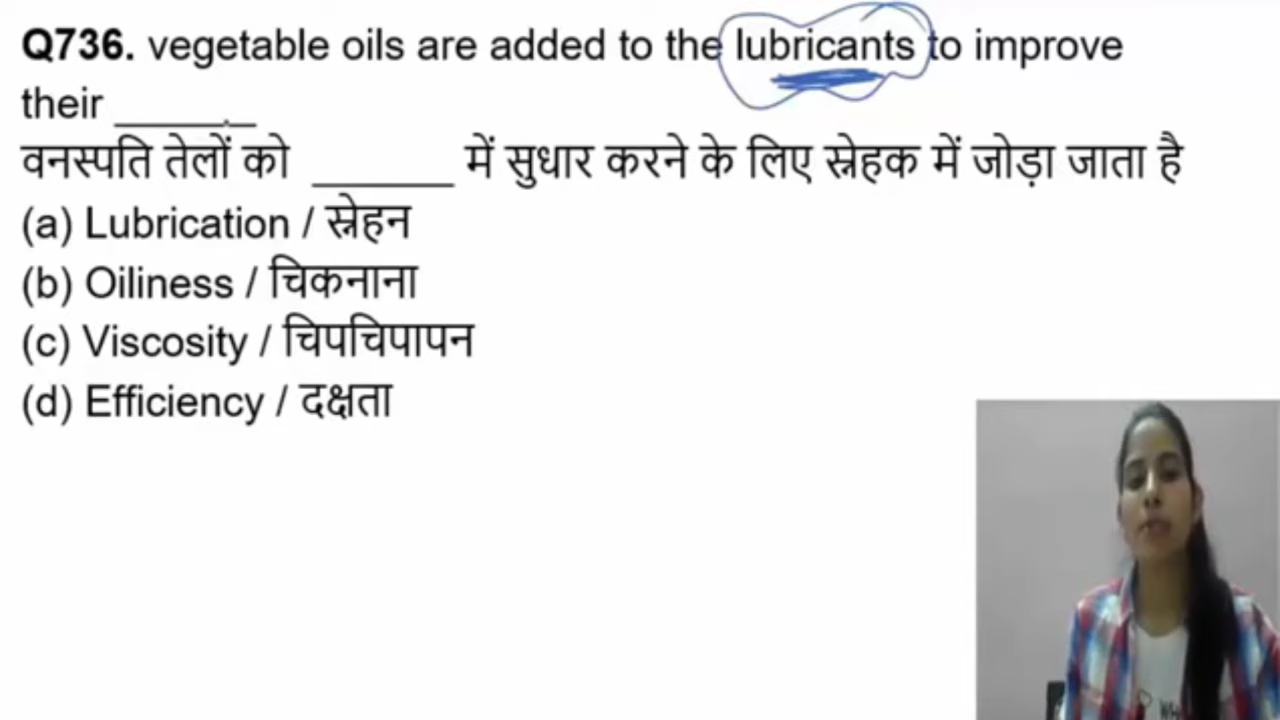 Q736. vegetable oils are added to the lubricants to improve
their ______
वनस्पति तेलों को ______ में सुधार करने के लिए स्नेहक में जोड़ा जाता है
(a) Lubrication / स्नेहन
(b) Oiliness / चिकनाना
(c) Viscosity / चिपचिपापन
(d) Efficiency / दक्षता